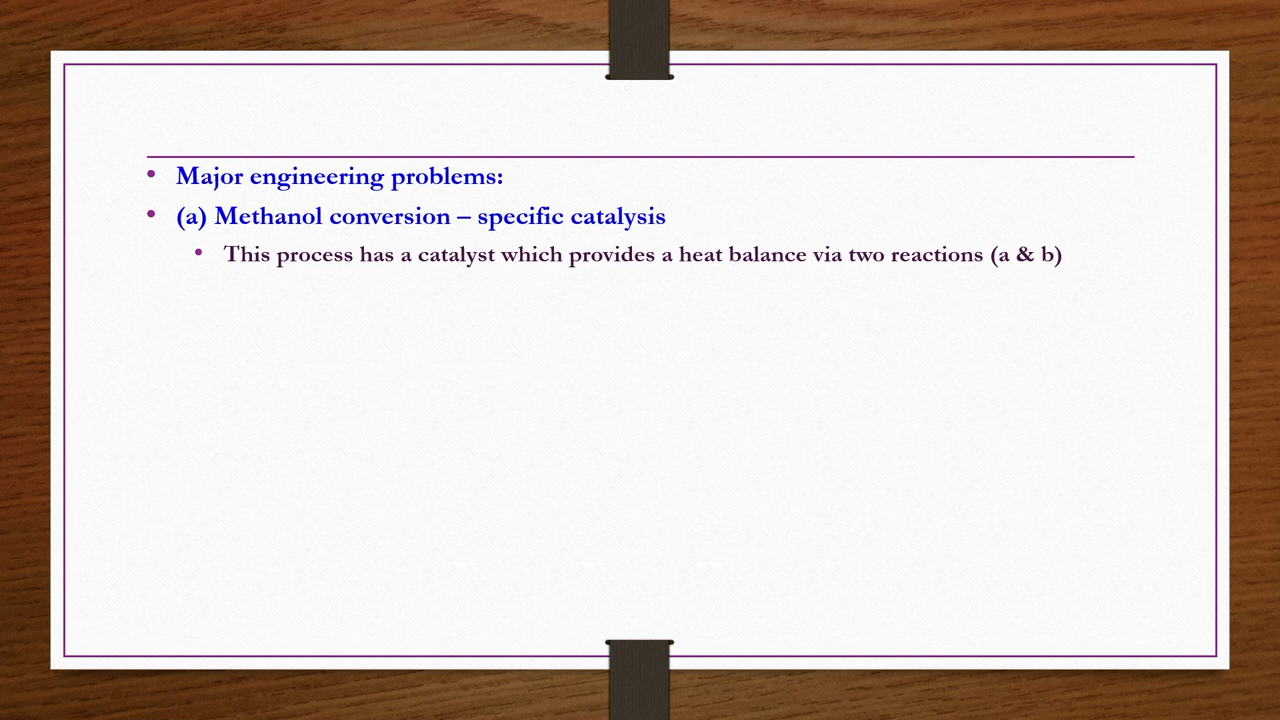 • Major engineering problems:
• (a) Methanol conversion – specific catalysis
• This process has a catalyst which provides a heat balance via two reactions (a & b)